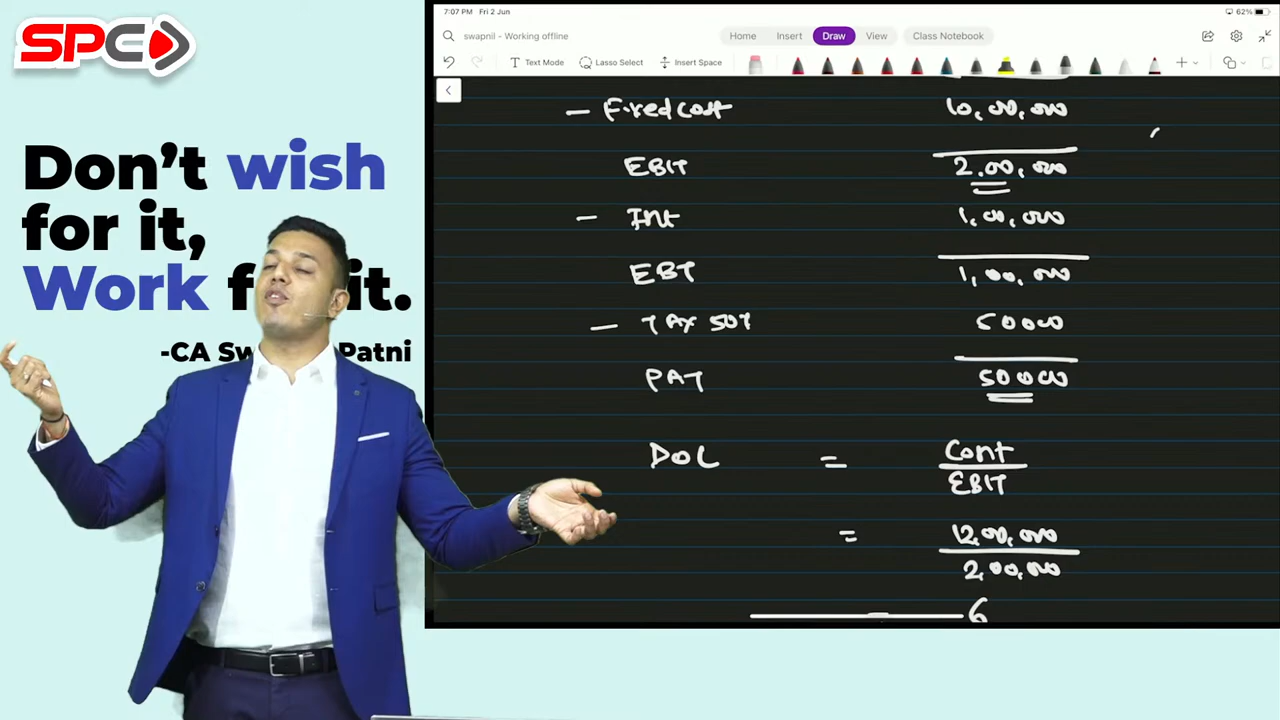 SPC
Don't wish
for it,
Work f it.
-CA Sw Patni
7:07 PM Fri 2 Jun
62%
swapnil - Working offline
Home Insert Draw View Class Notebook
Text Mode Lasso Select Insert Space
- Fixed Cost 10,00,000
EBIT 2,00,000
- Int 1,00,000
EBT 1,00,000
- TAX 50% 50000
PAT 50000
DOL = Cont
EBIT
= 12,00,000
2,00,000
= 6